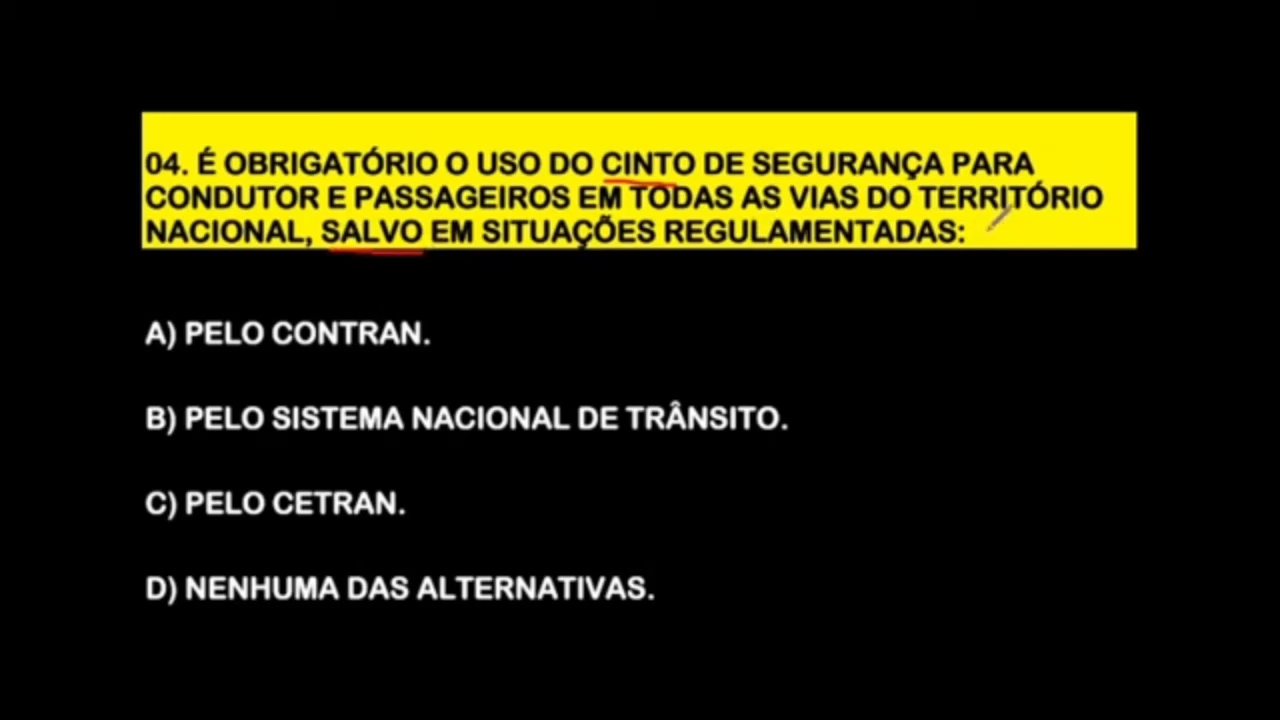 04. É OBRIGATÓRIO O USO DO CINTO DE SEGURANÇA PARA
CONDUTOR E PASSAGEIROS EM TODAS AS VIAS DO TERRITÓRIO
NACIONAL, SALVO EM SITUAÇÕES REGULAMENTADAS:
A) PELO CONTRAN.
B) PELO SISTEMA NACIONAL DE TRÂNSITO.
C) PELO CETRAN.
D) NENHUMA DAS ALTERNATIVAS.